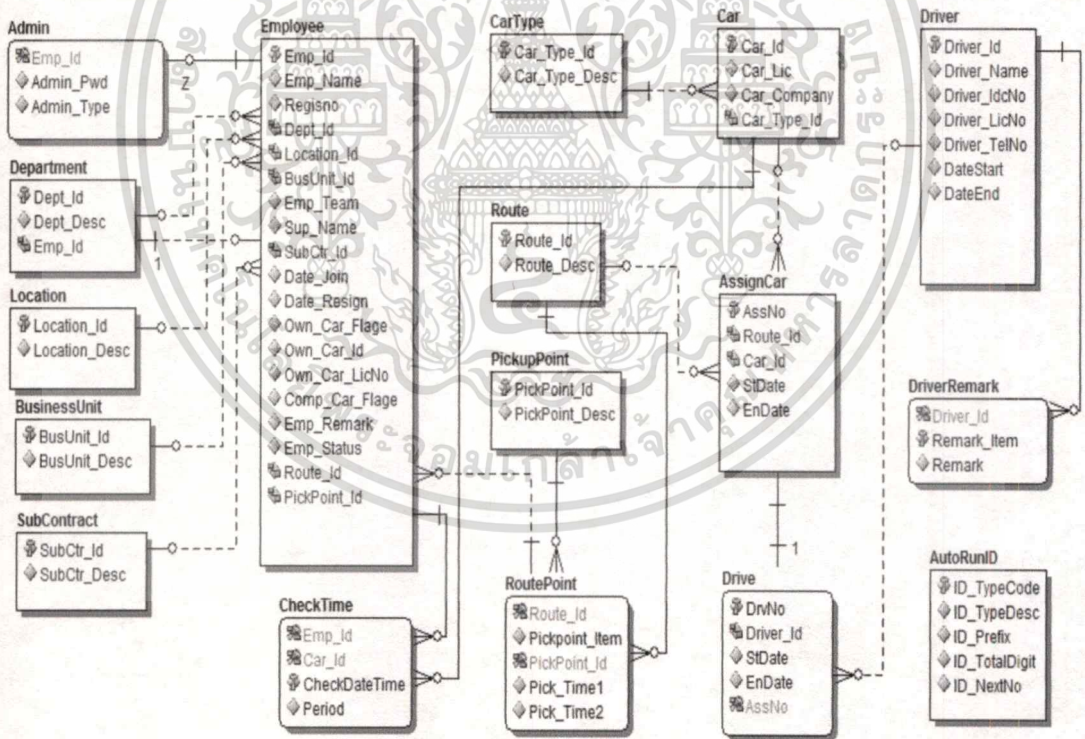 Admin
Emp_Id
Admin_Pwd
Admin_Type
Z
Department
Dept_Id
Dept_Desc
Emp_Id
1
Location
Location_Id
Location_Desc
BusinessUnit
BusUnit_Id
BusUnit_Desc
SubContract
SubCtr_Id
SubCtr_Desc
Employee
Emp_Id
Emp_Name
Regisno
Dept_Id
Location_Id
BusUnit_Id
Emp_Team
Sup_Name
SubCtr_Id
Date_Join
Date_Resign
Own_Car_Flage
Own_Car_Id
Own_Car_LicNo
Comp_Car_Flage
Emp_Remark
Emp_Status
Route_Id
PickPoint_Id
CheckTime
Emp_Id
Car_Id
CheckDateTime
Period
CarType
Car_Type_Id
Car_Type_Desc
Route
Route_Id
Route_Desc
PickupPoint
PickPoint_Id
PickPoint_Desc
RoutePoint
Route_Id
Pickpoint_Item
PickPoint_Id
Pick_Time1
Pick_Time2
Car
Car_Id
Car_Lic
Car_Company
Car_Type_Id
AssignCar
AssNo
Route_Id
Car_Id
StDate
EnDate
1
Drive
DrvNo
Driver_Id
StDate
EnDate
AssNo
Driver
Driver_Id
Driver_Name
Driver_IdcNo
Driver_LicNo
Driver_TelNo
DateStart
DateEnd
DriverRemark
Driver_Id
Remark_Item
Remark
AutoRunID
ID_TypeCode
ID_TypeDesc
ID_Prefix
ID_TotalDigit
ID_NextNo